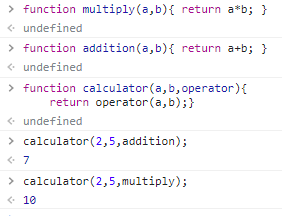 > function multiply(a,b){ return a*b; }
< undefined
> function addition(a,b){ return a+b; }
< undefined
> function calculator(a,b,operator){
return operator(a,b);}
< undefined
> calculator(2,5,addition);
< 7
> calculator(2,5,multiply);
< 10